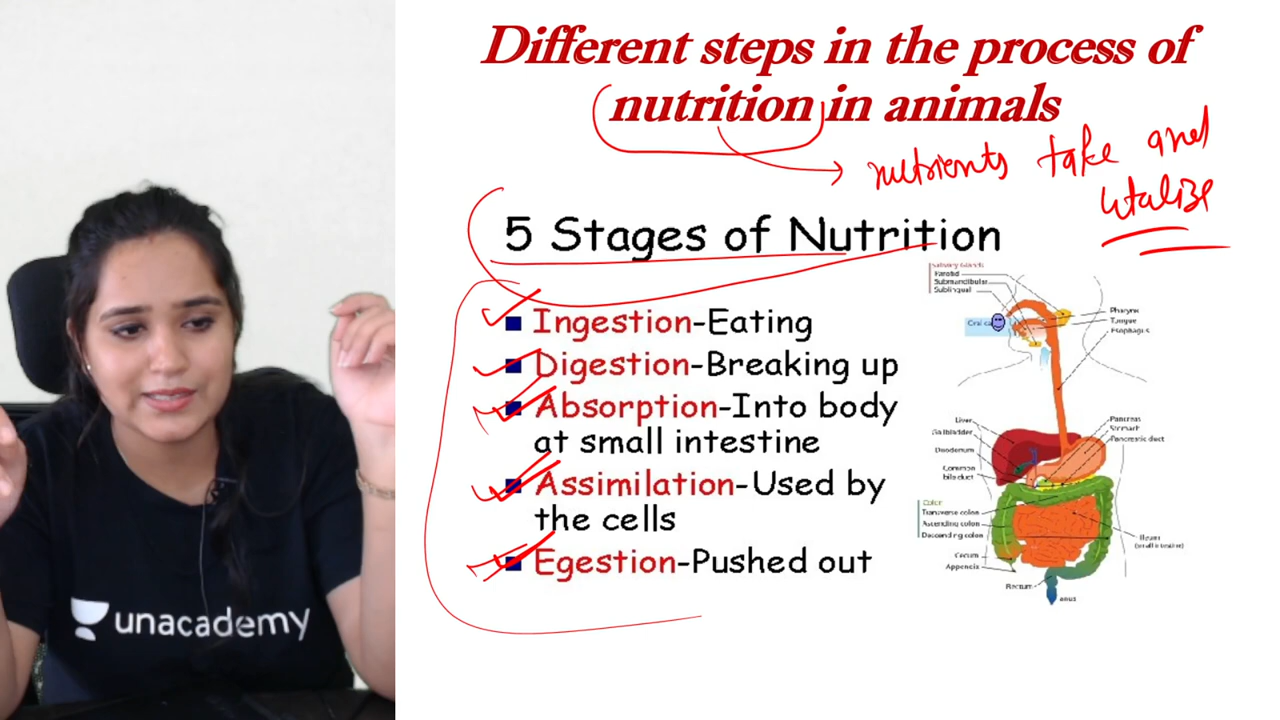 Different steps in the process of
nutrition in animals
nutrients take and
utalize
5 Stages of Nutrition
Ingestion-Eating
Digestion-Breaking up
Absorption-Into body
at small intestine
Assimilation-Used by
the cells
Egestion-Pushed out
Salivary Glands
Parotid
Submandibular
Sublingual
Pharynx
Tongue
Esophagus
Liver
Gallbladder
Duodenum
Common
bile duct
Pancreas
Stomach
Pancreatic duct
Colon
Transverse colon
Ascending colon
Descending colon
Cecum
Appendix
Rectum
anus
Ileum
(small intestine)
unacademy